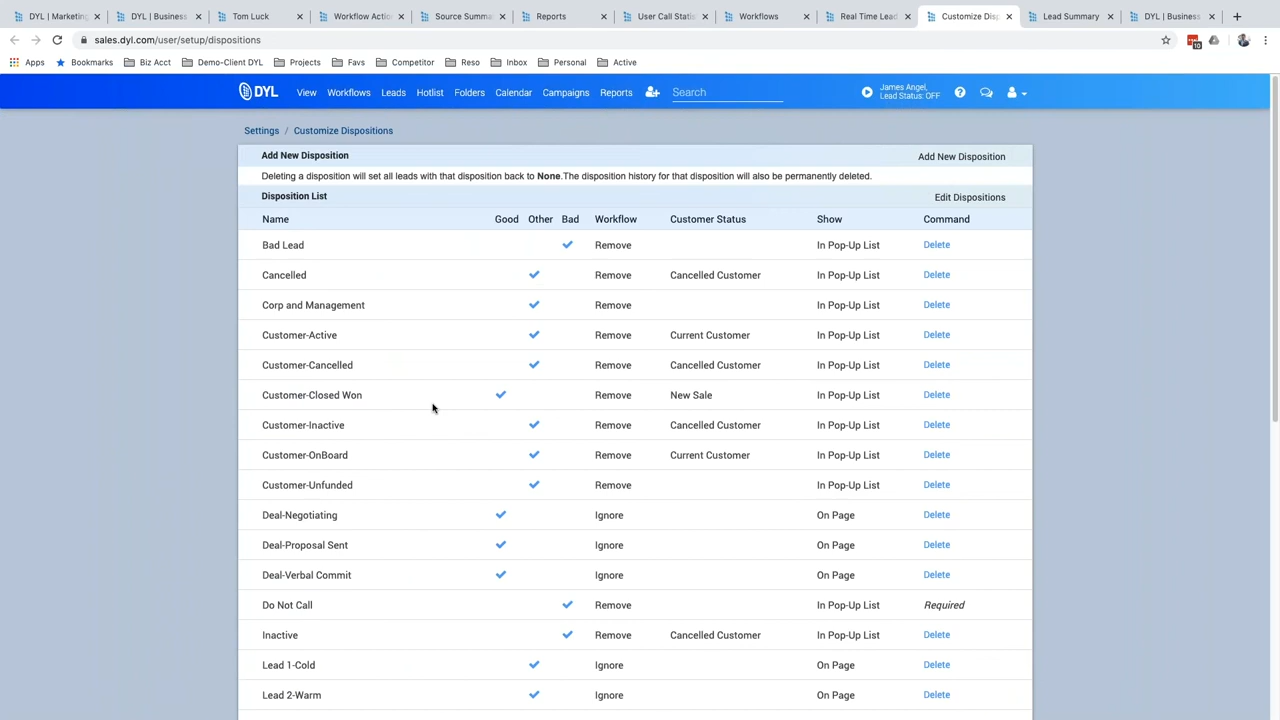 DYL | Marketing
DYL | Business
Tom Luck
Workflow Actio
Source Summa
Reports
User Call Statis
Workflows
Real Time Lead
Customize Disp
Lead Summary
DYL | Business
sales.dyl.com/user/setup/dispositions
10
Apps Bookmarks Biz Acct Demo-Client DYL Projects Favs Competitor Reso Inbox Personal Active
DYL View Workflows Leads Hotlist Folders Calendar Campaigns Reports Search
James Angel,
Lead Status: OFF
Settings / Customize Dispositions
Add New Disposition Add New Disposition
Deleting a disposition will set all leads with that disposition back to None.The disposition history for that disposition will also be permanently deleted.
Disposition List Edit Dispositions
Name Good Other Bad Workflow Customer Status Show Command
Bad Lead Remove In Pop-Up List Delete
Cancelled Remove Cancelled Customer In Pop-Up List Delete
Corp and Management Remove In Pop-Up List Delete
Customer-Active Remove Current Customer In Pop-Up List Delete
Customer-Cancelled Remove Cancelled Customer In Pop-Up List Delete
Customer-Closed Won Remove New Sale In Pop-Up List Delete
Customer-Inactive Remove Cancelled Customer In Pop-Up List Delete
Customer-OnBoard Remove Current Customer In Pop-Up List Delete
Customer-Unfunded Remove In Pop-Up List Delete
Deal-Negotiating Ignore On Page Delete
Deal-Proposal Sent Ignore On Page Delete
Deal-Verbal Commit Ignore On Page Delete
Do Not Call Remove In Pop-Up List Required
Inactive Remove Cancelled Customer In Pop-Up List Delete
Lead 1-Cold Ignore On Page Delete
Lead 2-Warm Ignore On Page Delete